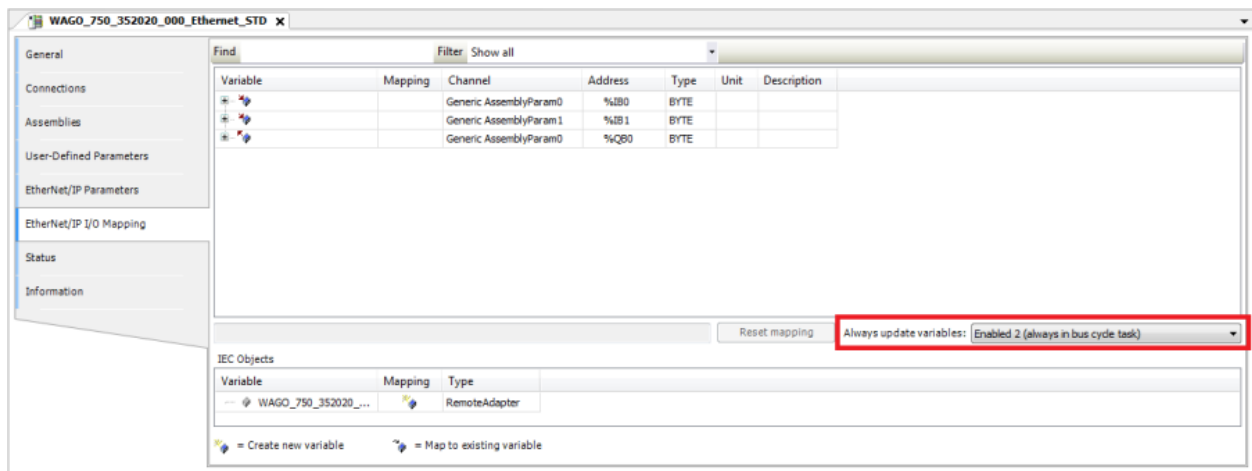 WAGO_750_352020_000_Ethernet_STD X
General
Connections
Assemblies
User-Defined Parameters
EtherNet/IP Parameters
EtherNet/IP I/O Mapping
Status
Information
Find Filter Show all
Variable Mapping Channel Address Type Unit Description
Generic AssemblyParam0 %IB0 BYTE
Generic AssemblyParam1 %IB1 BYTE
Generic AssemblyParam0 %QB0 BYTE
Reset mapping Always update variables: Enabled 2 (always in bus cycle task)
IEC Objects
Variable Mapping Type
WAGO_750_352020_... RemoteAdapter
= Create new variable = Map to existing variable